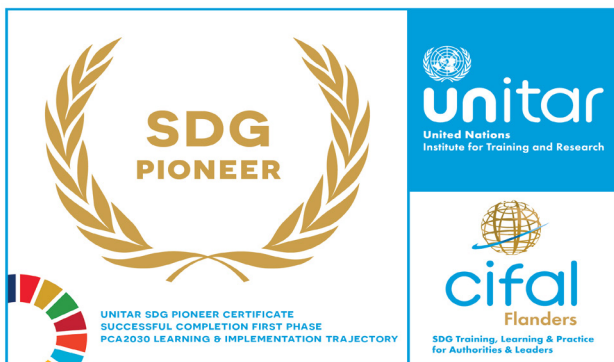 SDG
PIONEER
UNITAR SDG PIONEER CERTIFICATE
SUCCESSFUL COMPLETION FIRST PHASE
PCA2030 LEARNING & IMPLEMENTATION TRAJECTORY
unitar
United Nations
Institute for Training and Research
cifal
Flanders
SDG Training, Learning & Practice
for Authorities & Leaders